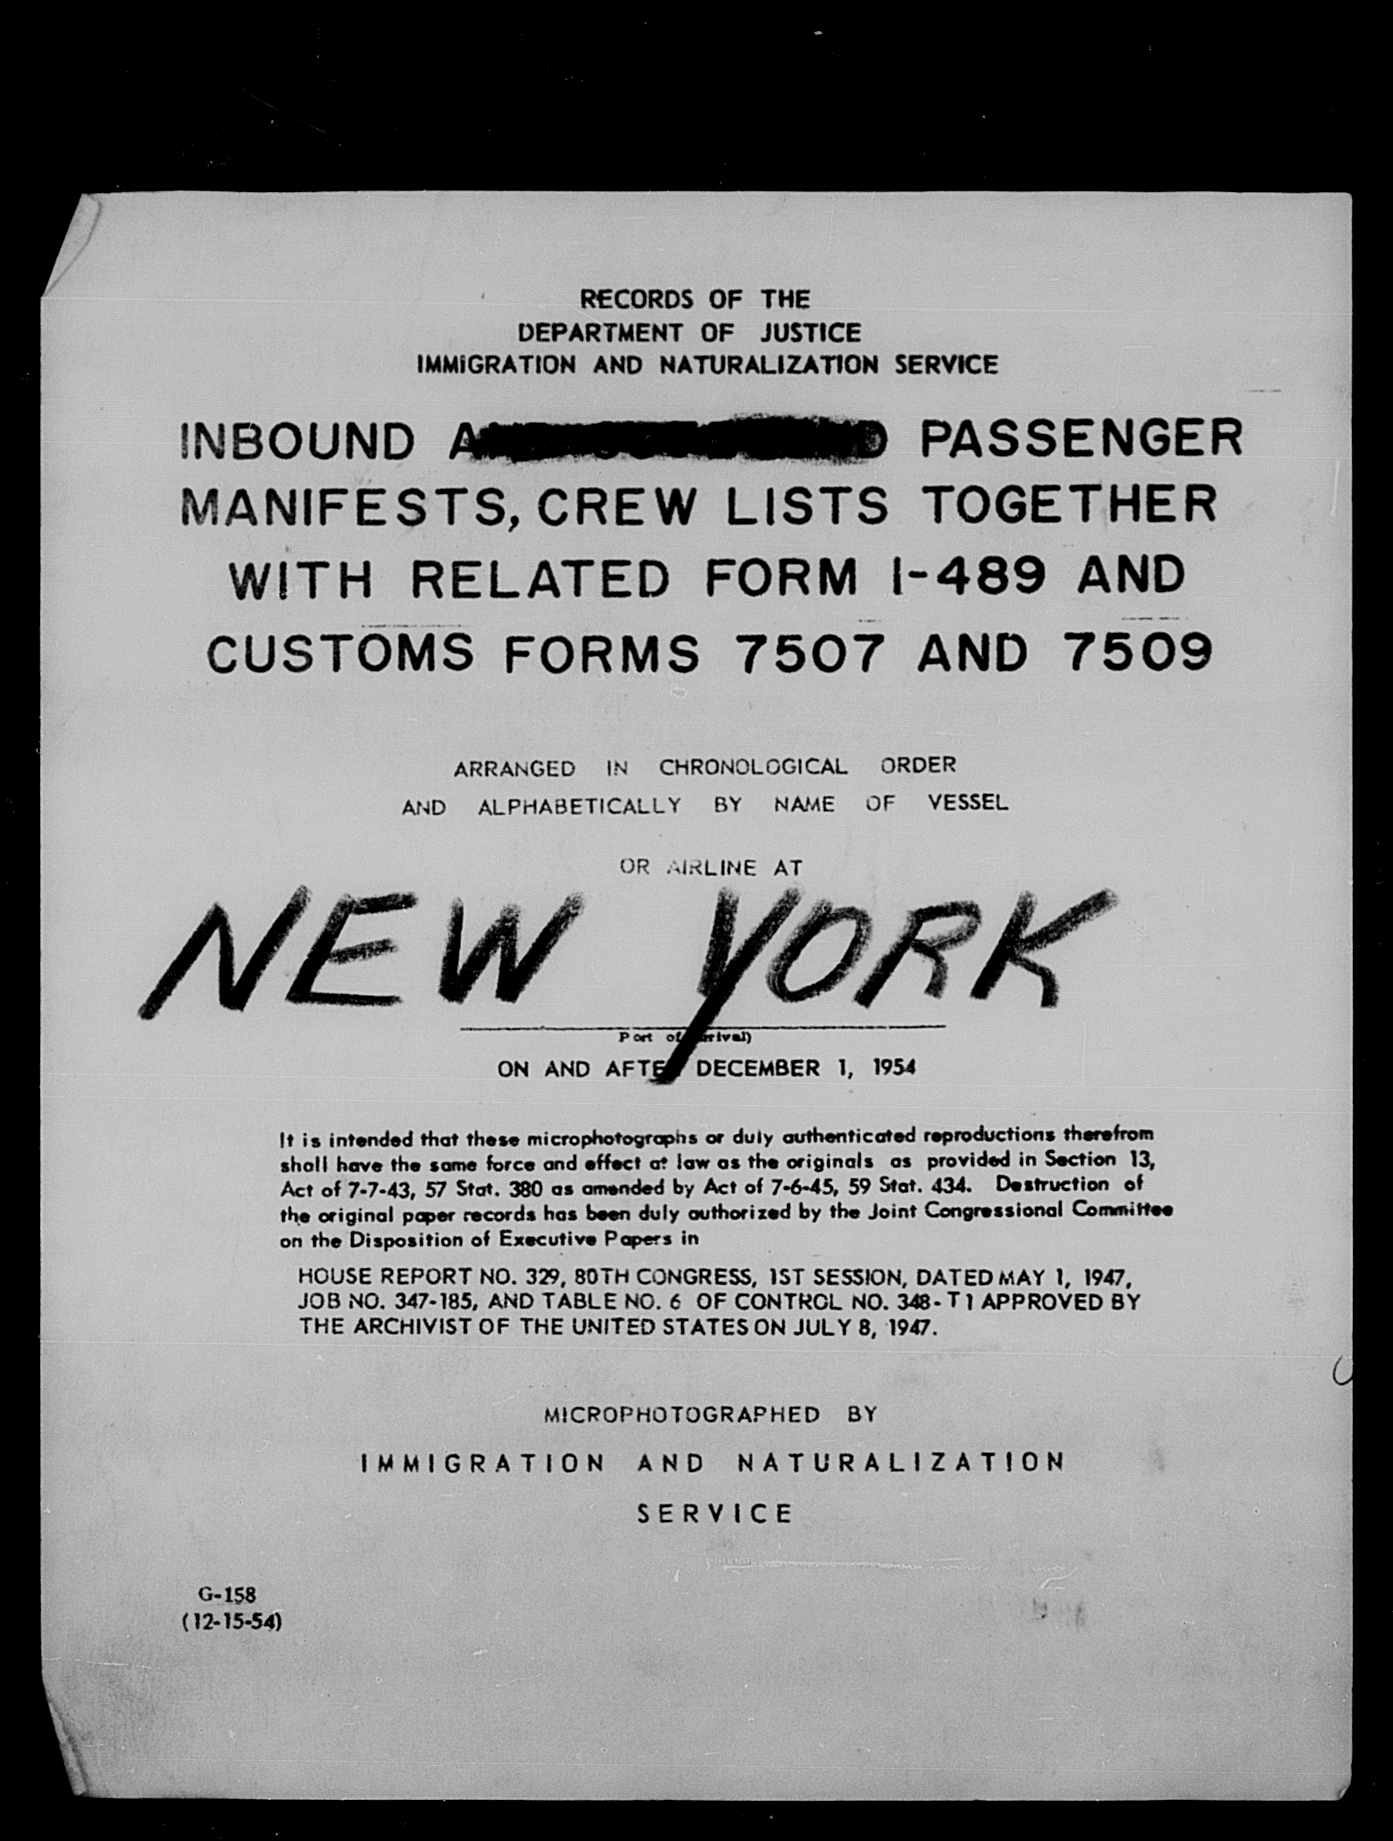 RECORDS OF THE
DEPARTMENT OF JUSTICE
IMMIGRATION AND NATURALIZATION SERVICE
INBOUND PASSENGER
MANIFESTS, CREW LISTS TOGETHER
WITH RELATED FORM I-489 AND
CUSTOMS FORMS 7507 AND 7509
ARRANGED IN CHRONOLOGICAL ORDER
AND ALPHABETICALLY BY NAME OF VESSEL
OR AIRLINE AT
NEW YORK
Port of
ON AND AFTER DECEMBER 1, 1954
It is intended that these microphotographs or duly authenticated reproductions therefrom
shall have the same force and effect at law as the originals as provided in Section 13,
Act of 7-7-43, 57 Stat. 380 as amended by Act of 7-6-45, 59 Stat. 434. Destruction of
the original paper records has been duly authorized by the Joint Congressional Committee
on the Disposition of Executive Papers in
HOUSE REPORT NO. 329, 80TH CONGRESS, 1ST SESSION, DATED MAY 1, 1947,
JOB NO. 347-185, AND TABLE NO. 6 OF CONTROL NO. 348-T1 APPROVED BY
THE ARCHIVIST OF THE UNITED STATES ON JULY 8, 1947.
MICROPHOTOGRAPHED BY
IMMIGRATION AND NATURALIZATION
SERVICE
G-158
(12-15-54)